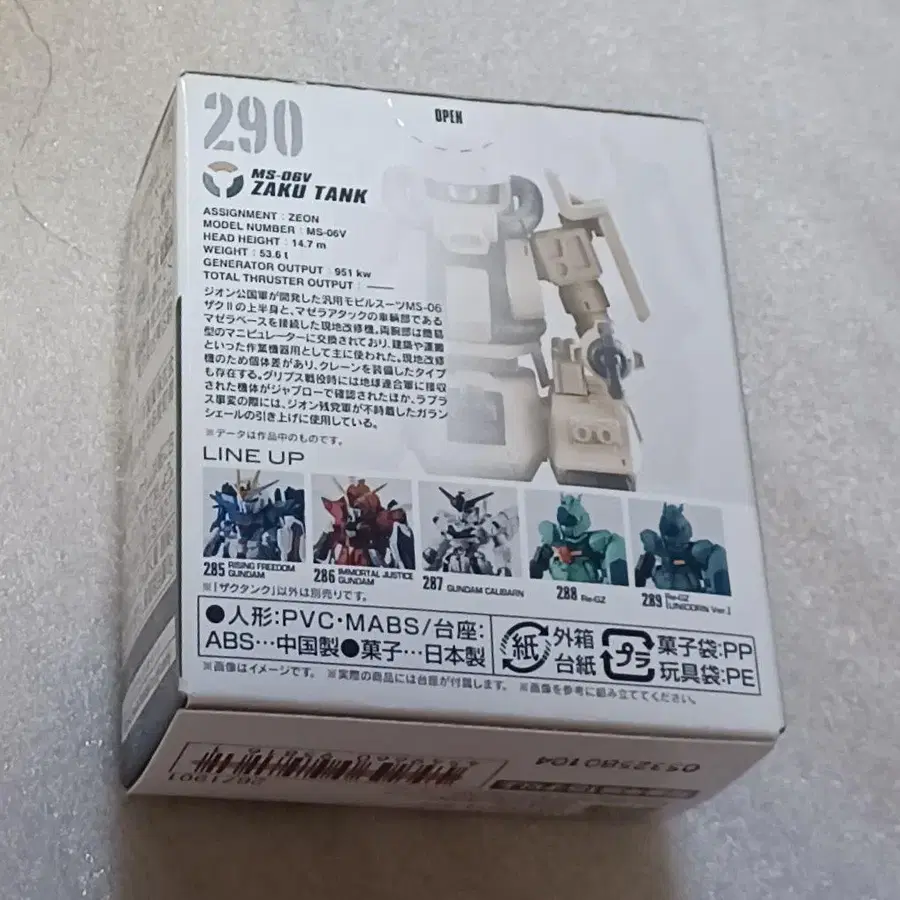 290
OPEN
MS-06V
ZAKU TANK
ASSIGNMENT : ZEON
MODEL NUMBER : MS-06V
HEAD HEIGHT : 14.7 m
WEIGHT : 53.6 t
GENERATOR OUTPUT : 951 kw
TOTAL THRUSTER OUTPUT : ——
ジオン公国軍が開発した汎用モビルスーツMS-06
ザクⅡの上半身と、マゼラアタックの車輌部である
マゼラベースを接続した現地改修機。両腕部は簡易
型のマニピュレーターに交換されており、建築や運搬
といった作業機器用として主に使われた。現地改修
機のため個体差があり、クレーンを装備したタイプ
も存在する。グリプス戦役時には地球連合軍に接収
された機体がジャブローで確認されたほか、ラプラ
ス事変の際には、ジオン残党軍が不時着したガラン
シェールの引き上げに使用している。
※データは作品中のものです。
LINE UP
285 RISING FREEDOM
GUNDAM
286 IMMORTAL JUSTICE
GUNDAM
287 GUNDAM CALIBARN
288 Re-GZ
289 Re-GZ
[UNICORN Ver.]
※「ザクタンク」以外は別売りです。
●人形:PVC・MABS/台座:
ABS…中国製●菓子…日本製
紙 外箱
台紙
プラ 菓子袋:PP
玩具袋:PE
※画像はイメージです。 ※実際の商品には台座が付属します。 ※画像を参考に組み立ててください。
2671901
0532580104